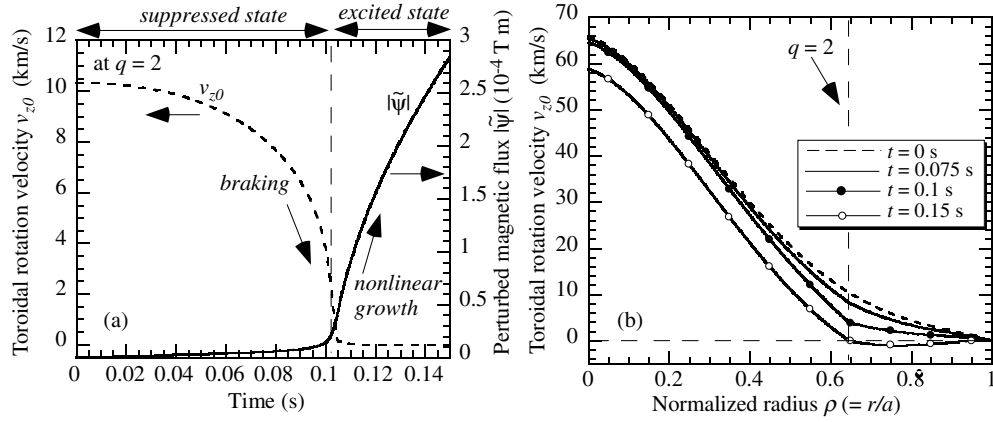 suppressed state
excited state
12
10
8
6
4
2
0
Toroidal rotation velocity v_z0 (km/s)
at q = 2
v_z0
braking
|ψ̃|
nonlinear
growth
(a)
3
2.5
2
1.5
1
0.5
0
Perturbed magnetic flux |ψ̃| (10⁻⁴ T m)
0
0.02
0.04
0.06
0.08
0.1
0.12
0.14
Time (s)
70
60
50
40
30
20
10
0
Toroidal rotation velocity v_z0 (km/s)
q = 2
t = 0 s
t = 0.075 s
t = 0.1 s
t = 0.15 s
(b)
0
0.2
0.4
0.6
0.8
1
Normalized radius ρ (= r/a)